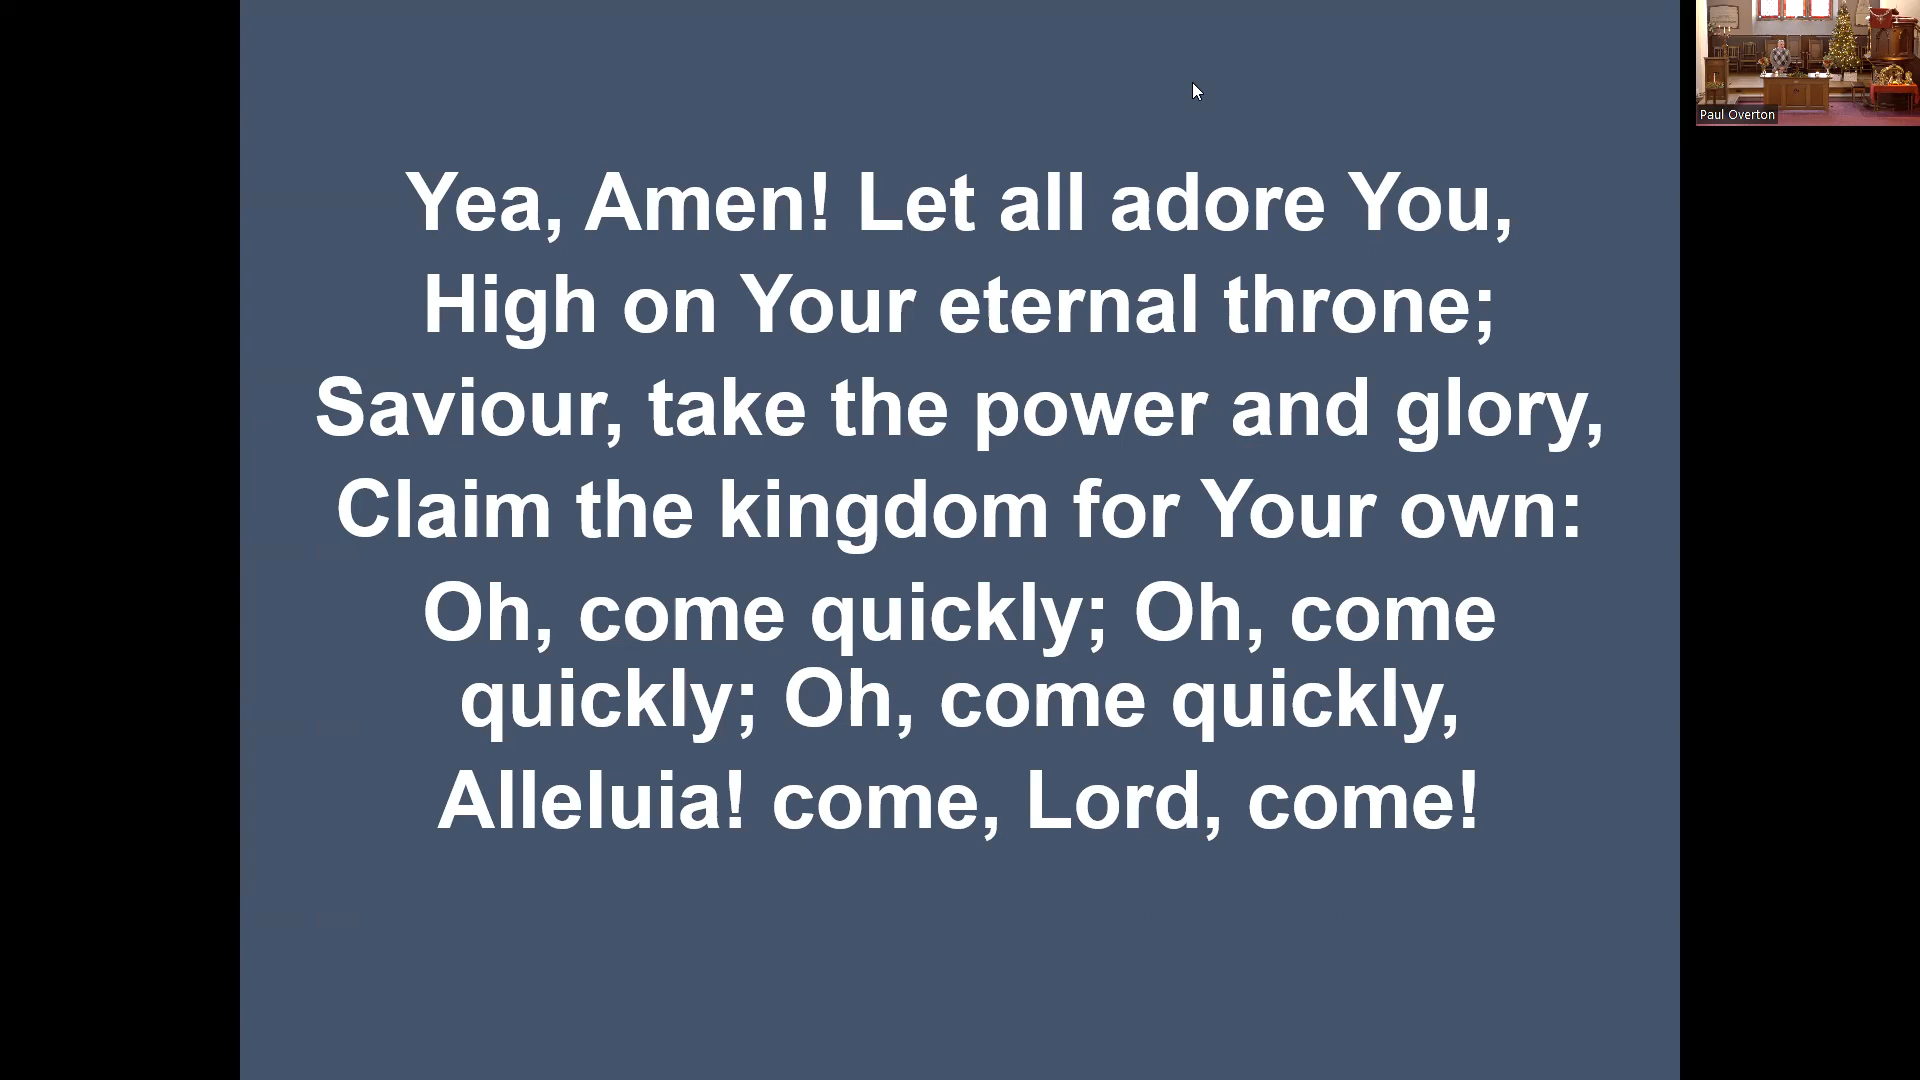 Yea, Amen! Let all adore You,
High on Your eternal throne;
Saviour, take the power and glory,
Claim the kingdom for Your own:
Oh, come quickly; Oh, come
quickly; Oh, come quickly,
Alleluia! come, Lord, come!
Paul Overton